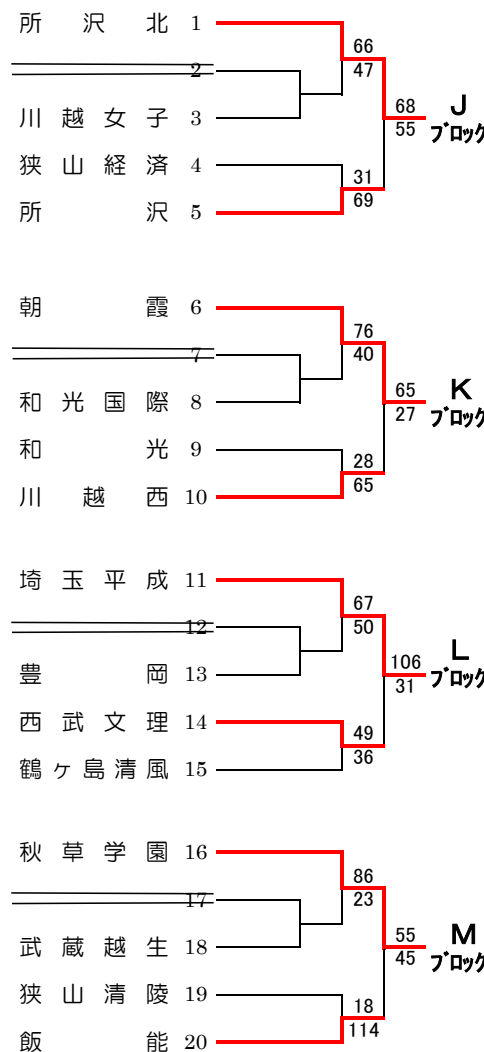 所沢北 1
66
47
2
川越女子 3
68
55
J
ブロック
狭山経済 4
31
69
所沢 5
朝霞 6
76
40
7
和光国際 8
65
27
K
ブロック
和光 9
28
65
川越西 10
埼玉平成 11
67
50
12
豊岡 13
106
31
L
ブロック
西武文理 14
49
36
鶴ヶ島清風 15
秋草学園 16
86
23
17
武蔵越生 18
55
45
M
ブロック
狭山清陵 19
18
114
飯能 20